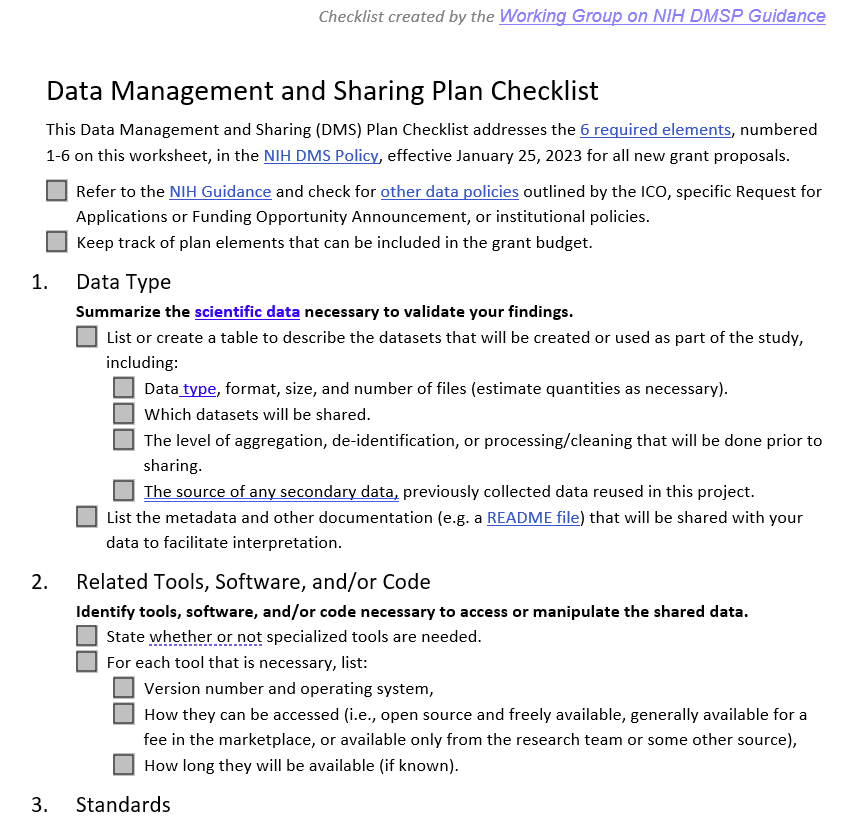 Checklist created by the Working Group on NIH DMSP Guidance
Data Management and Sharing Plan Checklist
This Data Management and Sharing (DMS) Plan Checklist addresses the 6 required elements, numbered
1-6 on this worksheet, in the NIH DMS Policy, effective January 25, 2023 for all new grant proposals.
Refer to the NIH Guidance and check for other data policies outlined by the ICO, specific Request for
Applications or Funding Opportunity Announcement, or institutional policies.
Keep track of plan elements that can be included in the grant budget.
1. Data Type
Summarize the scientific data necessary to validate your findings.
List or create a table to describe the datasets that will be created or used as part of the study,
including:
Data type, format, size, and number of files (estimate quantities as necessary).
Which datasets will be shared.
The level of aggregation, de-identification, or processing/cleaning that will be done prior to
sharing.
The source of any secondary data, previously collected data reused in this project.
List the metadata and other documentation (e.g. a README file) that will be shared with your
data to facilitate interpretation.
2. Related Tools, Software, and/or Code
Identify tools, software, and/or code necessary to access or manipulate the shared data.
State whether or not specialized tools are needed.
For each tool that is necessary, list:
Version number and operating system,
How they can be accessed (i.e., open source and freely available, generally available for a
fee in the marketplace, or available only from the research team or some other source),
How long they will be available (if known).
3. Standards